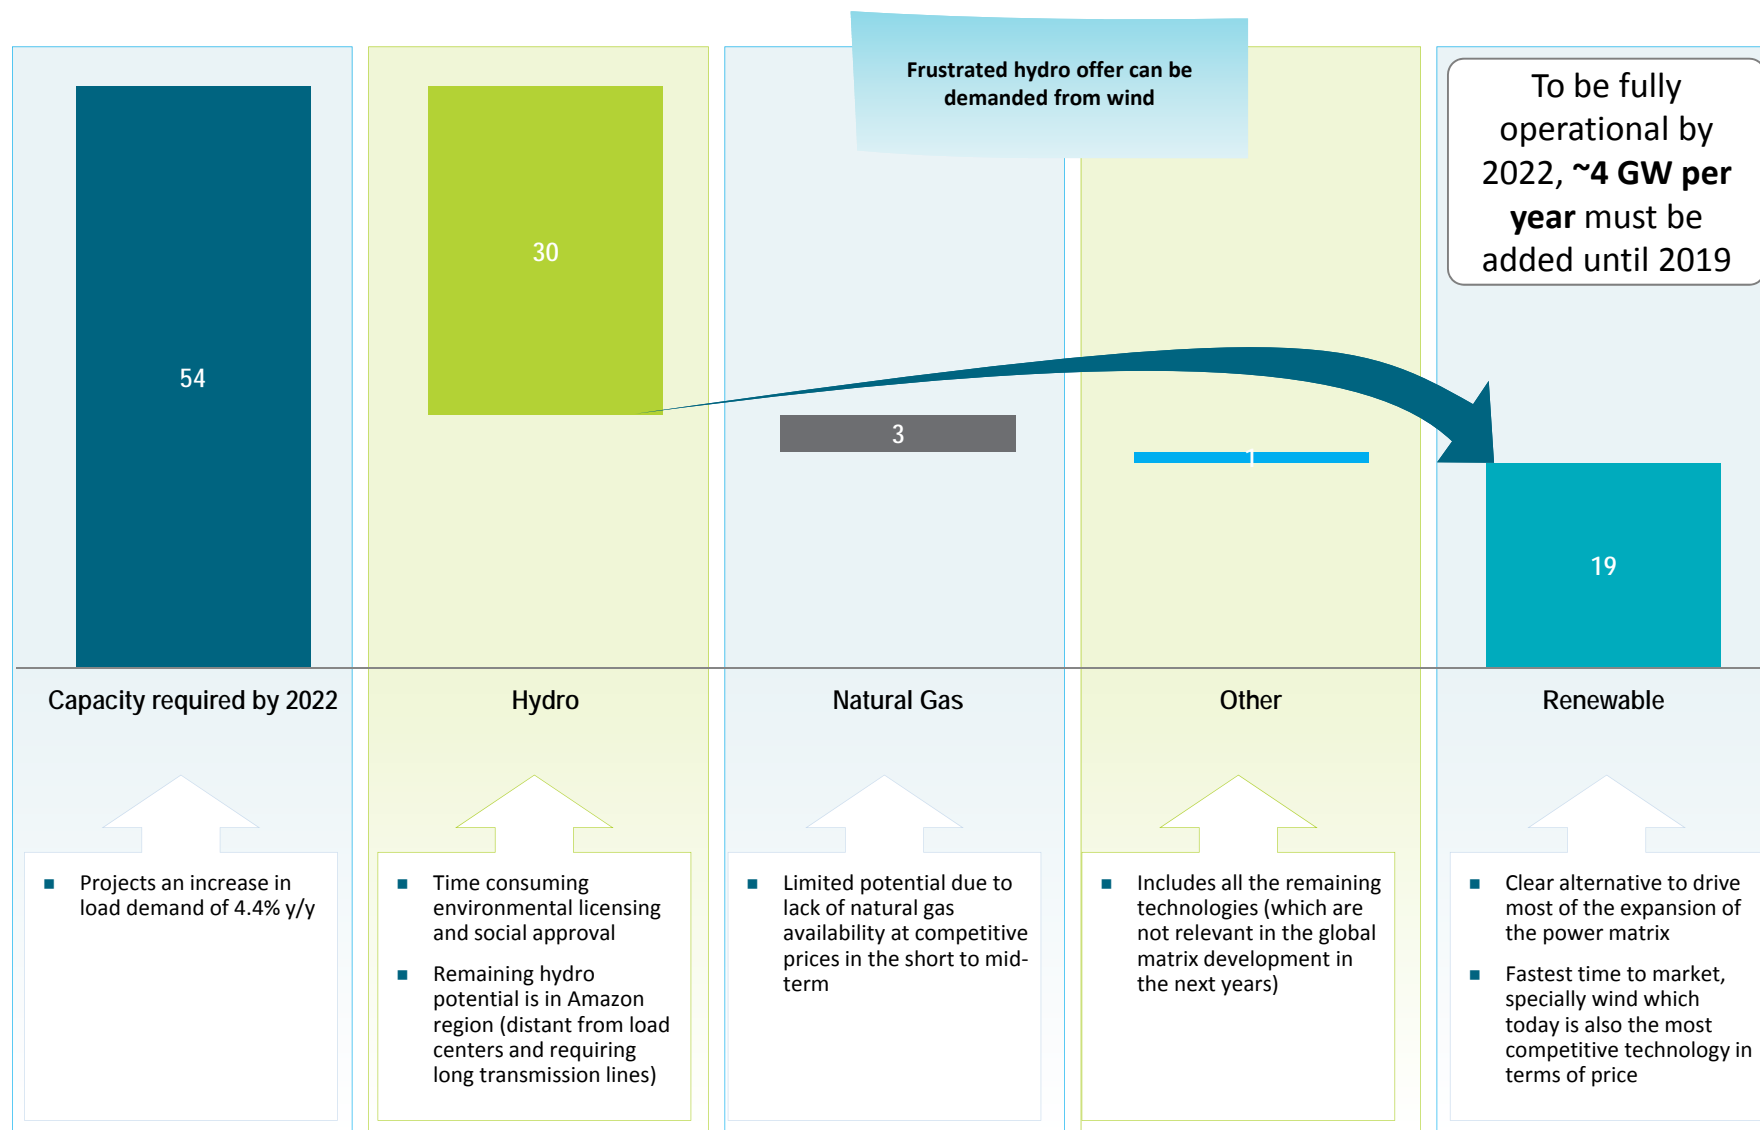 Frustrated hydro offer can be
demanded from wind
To be fully
operational by
2022, ~4 GW per
year must be
added until 2019
54
30
3
1
19
Capacity required by 2022
Hydro
Natural Gas
Other
Renewable
■ Projects an increase in
load demand of 4.4% y/y
■ Time consuming
environmental licensing
and social approval
■ Remaining hydro
potential is in Amazon
region (distant from load
centers and requiring
long transmission lines)
■ Limited potential due to
lack of natural gas
availability at competitive
prices in the short to mid-
term
■ Includes all the remaining
technologies (which are
not relevant in the global
matrix development in
the next years)
■ Clear alternative to drive
most of the expansion of
the power matrix
■ Fastest time to market,
specially wind which
today is also the most
competitive technology in
terms of price